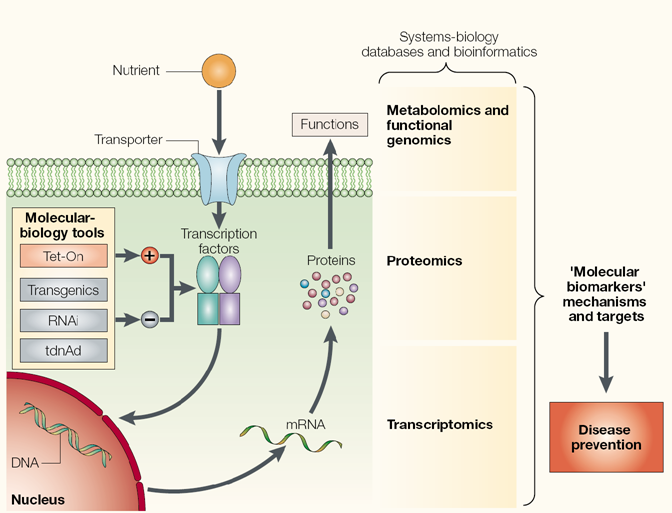 Systems-biology
databases and bioinformatics
Nutrient
Transporter
Functions
Metabolomics and
functional
genomics
Molecular-
biology tools
Tet-On
Transgenics
RNAi
tdnAd
+
−
Transcription
factors
Proteins
Proteomics
'Molecular
biomarkers'
mechanisms
and targets
mRNA
Transcriptomics
Disease
prevention
DNA
Nucleus